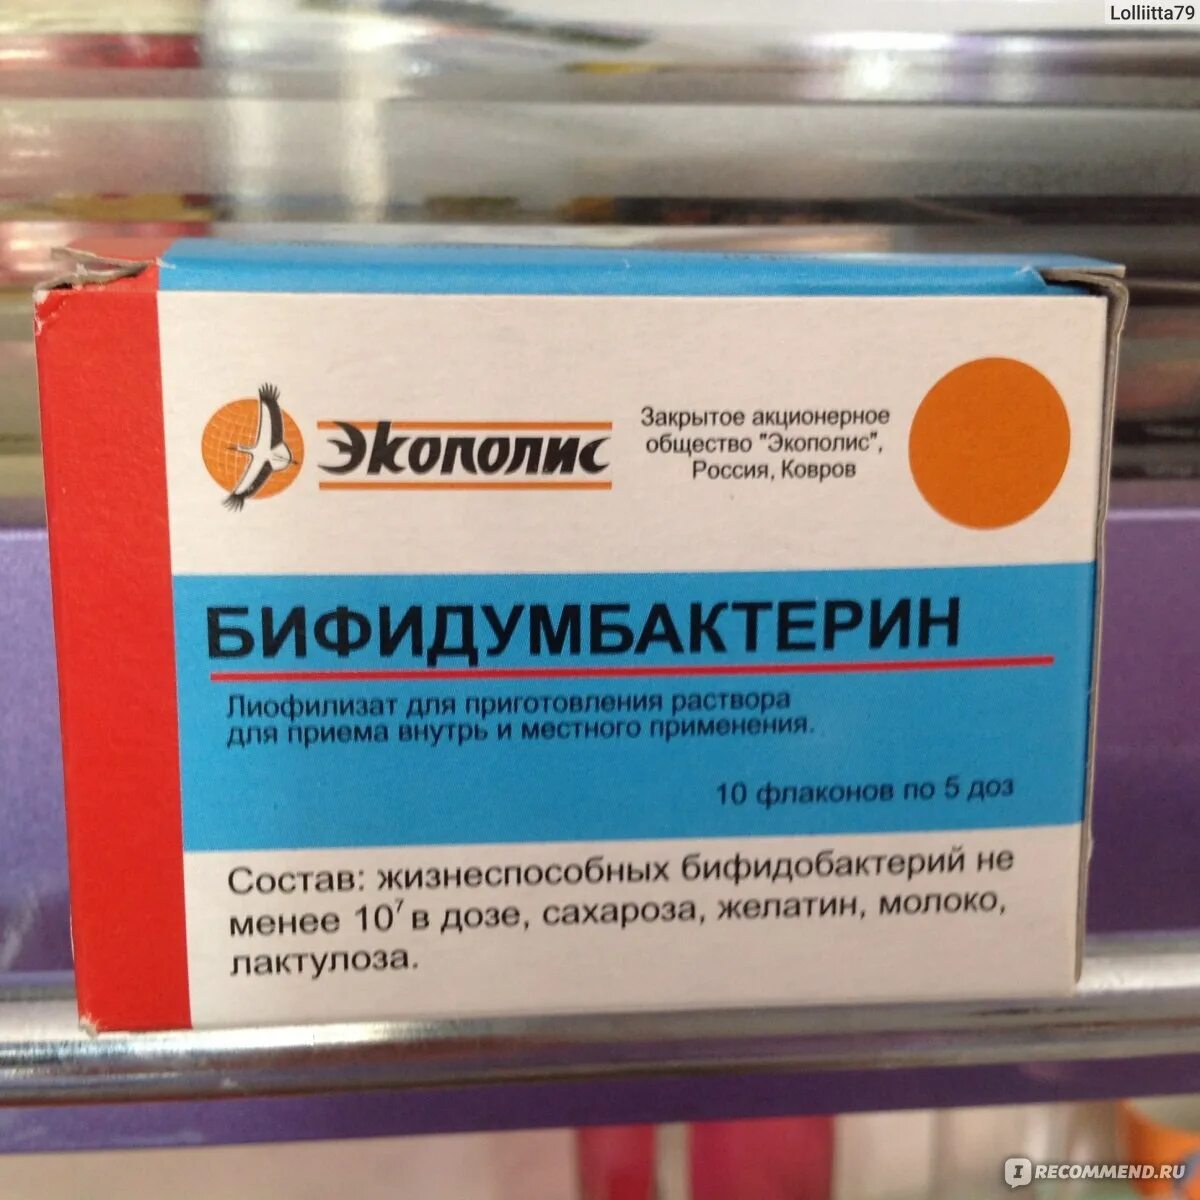 Lolliitta79
Экополис
Закрытое акционерное
общество "Экополис",
Россия, Ковров
БИФИДУМБАКТЕРИН
Лиофилизат для приготовления раствора
для приема внутрь и местного применения.
10 флаконов по 5 доз
Состав: жизнеспособных бифидобактерий не
менее 10⁷ в дозе, сахароза, желатин, молоко,
лактулоза.
I RECOMMEND.RU